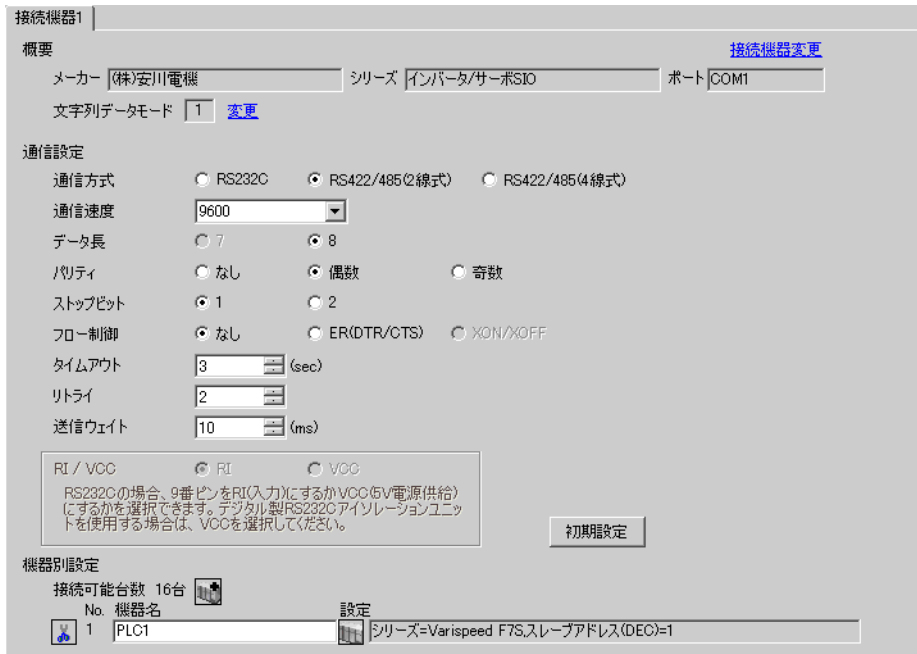 接続機器1
概要 接続機器変更
メーカー (株)安川電機 シリーズ インバータ/サーボSIO ポート COM1
文字列データモード 1 変更
通信設定
通信方式 RS232C RS422/485(2線式) RS422/485(4線式)
通信速度 9600
データ長 7 8
パリティ なし 偶数 奇数
ストップビット 1 2
フロー制御 なし ER(DTR/CTS) XON/XOFF
タイムアウト 3 (sec)
リトライ 2
送信ウェイト 10 (ms)
RI / VCC RI VCC
RS232Cの場合、9番ピンをRI(入力)にするかVCC(5V電源供給)
にするかを選択できます。デジタル製RS232Cアイソレーションユニッ
トを使用する場合は、VCCを選択してください。
初期設定
機器別設定
接続可能台数 16台
No. 機器名 設定
1 PLC1 シリーズ=Varispeed F7S,スレーブアドレス(DEC)=1